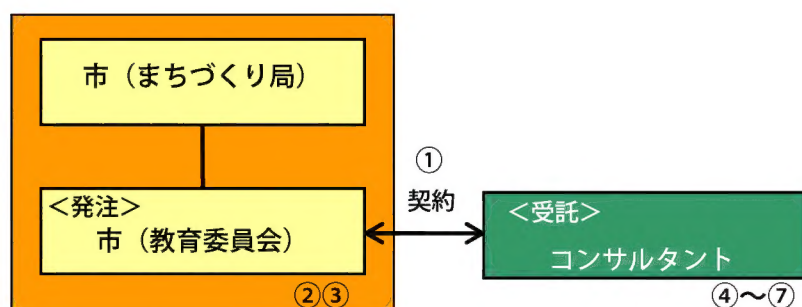 市（まちづくり局）
①
契約
＜発注＞
市（教育委員会）
②③
＜受託＞
コンサルタント
④～⑦